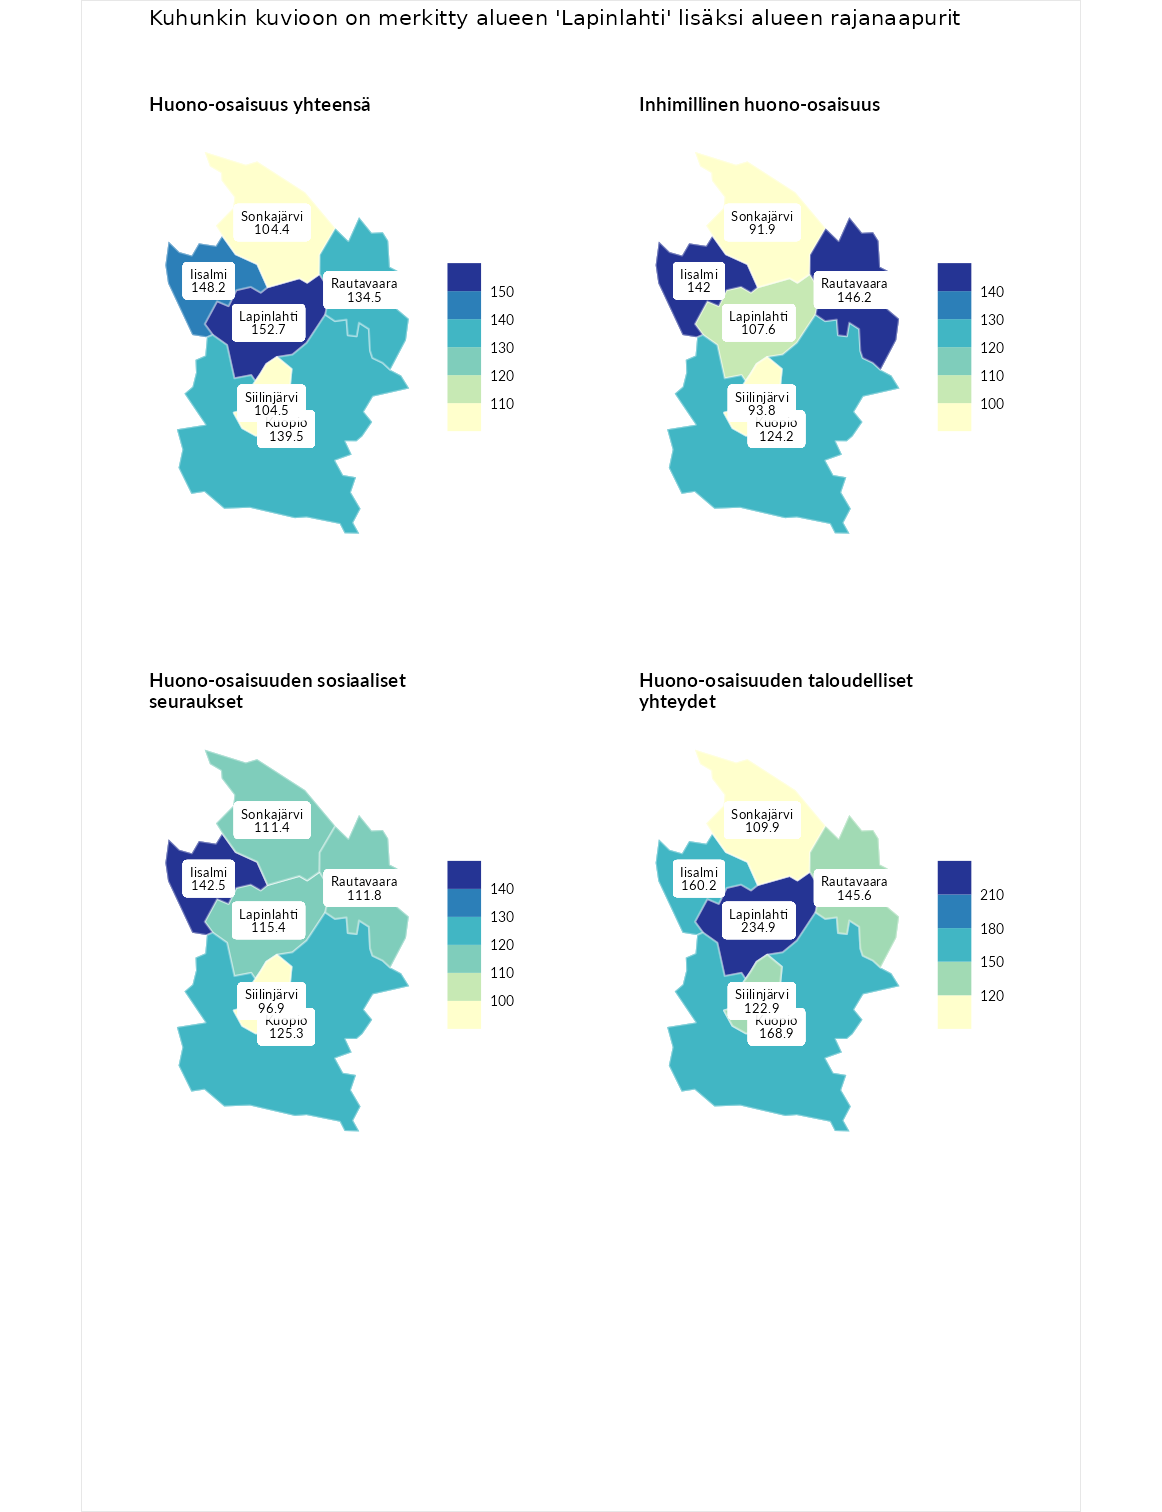 Kuhunkin kuvioon on merkitty alueen 'Lapinlahti' lisäksi alueen rajanaapurit
Huono-osaisuus yhteensä
Sonkajärvi
104.4
Iisalmi
148.2
Rautavaara
134.5
Lapinlahti
152.7
Siilinjärvi
104.5
Kuopio
139.5
150
140
130
120
110
Inhimillinen huono-osaisuus
Sonkajärvi
91.9
Iisalmi
142
Rautavaara
146.2
Lapinlahti
107.6
Siilinjärvi
93.8
Kuopio
124.2
140
130
120
110
100
Huono-osaisuuden sosiaaliset
seuraukset
Sonkajärvi
111.4
Iisalmi
142.5
Rautavaara
111.8
Lapinlahti
115.4
Siilinjärvi
96.9
Kuopio
125.3
140
130
120
110
100
Huono-osaisuuden taloudelliset
yhteydet
Sonkajärvi
109.9
Iisalmi
160.2
Rautavaara
145.6
Lapinlahti
234.9
Siilinjärvi
122.9
Kuopio
168.9
210
180
150
120